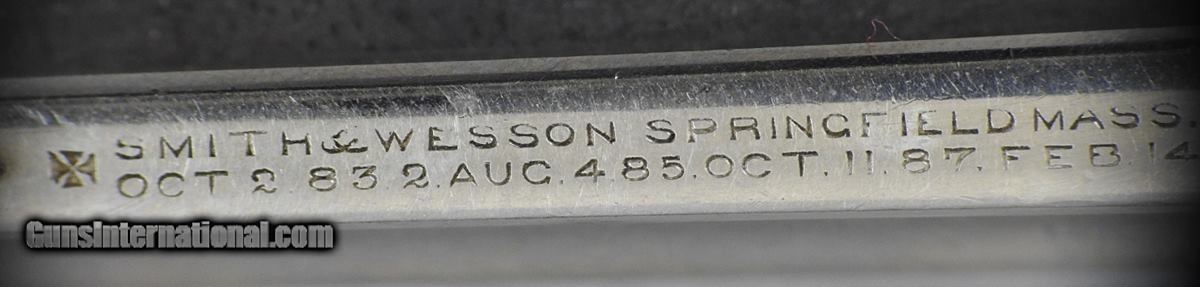 SMITH & WESSON SPRINGFIELD MASS.
OCT 2. 83. 2. AUG. 4. 85. OCT. 11. 87. FEB. 14
GunsInternational.com